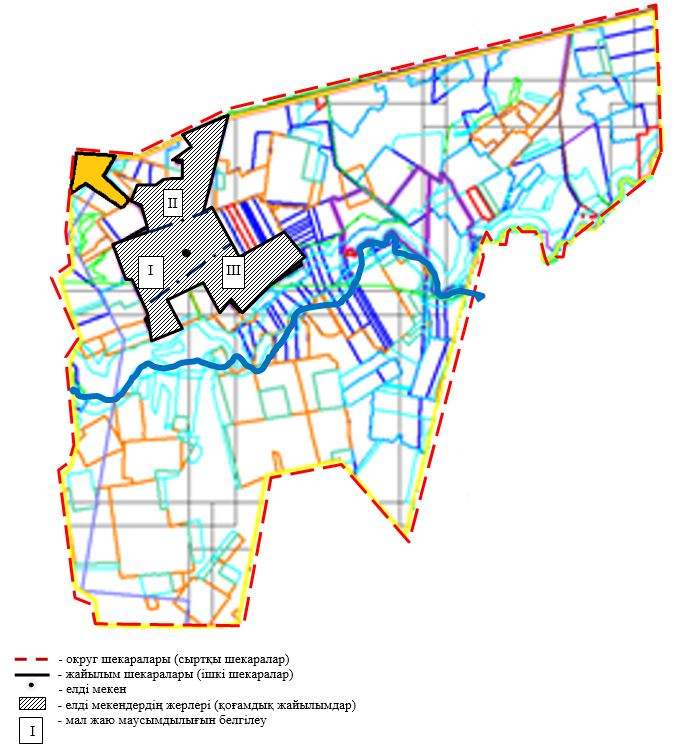 II
I
III
- округ шекаралары (сыртқы шекаралар)
- жайылым шекаралары (ішкі шекаралар)
- елді мекен
- елді мекендердің жерлері (қоғамдық жайылымдар)
- мал жаю маусымдылығын белгілеу
I